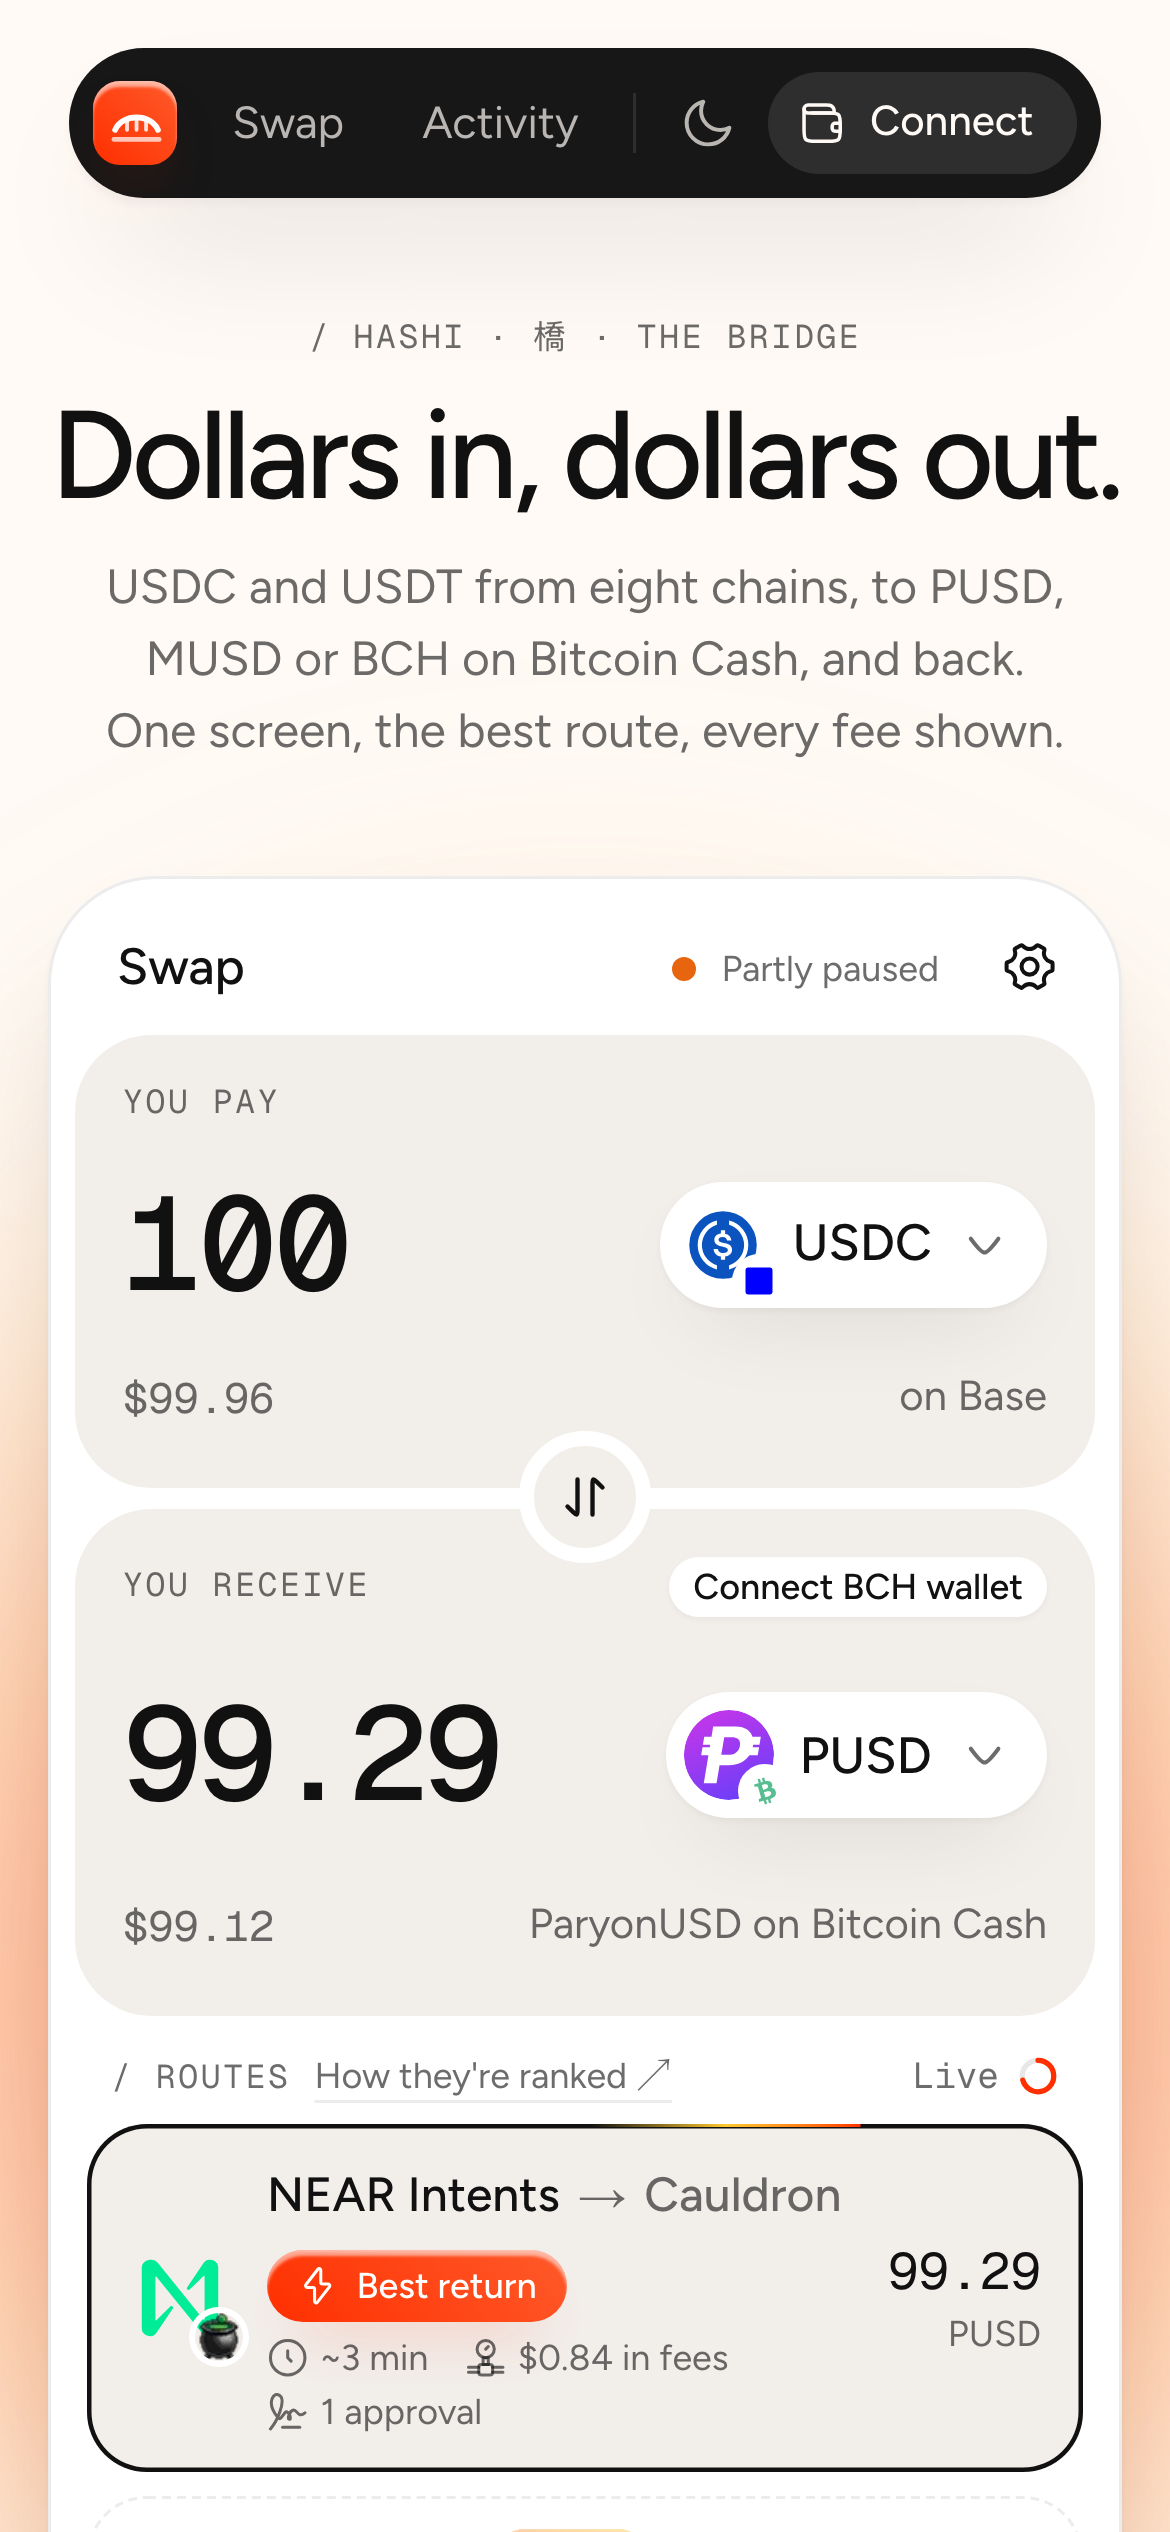 Swap Activity Connect
/ HASHI · 橋 · THE BRIDGE
Dollars in, dollars out.
USDC and USDT from eight chains, to PUSD,
MUSD or BCH on Bitcoin Cash, and back.
One screen, the best route, every fee shown.
Swap Partly paused
YOU PAY
100 USDC
$99.96 on Base
YOU RECEIVE Connect BCH wallet
99.29 PUSD
$99.12 ParyonUSD on Bitcoin Cash
/ ROUTES How they're ranked ↗ Live
NEAR Intents → Cauldron
Best return 99.29
PUSD
~3 min $0.84 in fees
1 approval